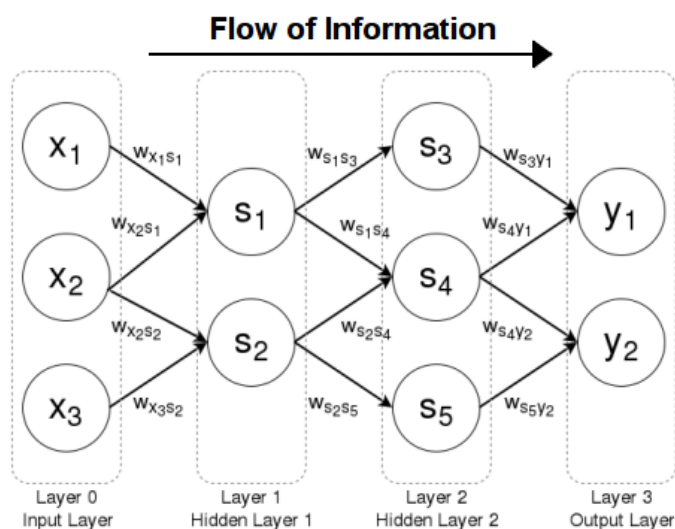 Flow of Information
x1
x2
x3
wx1s1
wx2s1
wx2s2
wx3s2
s1
s2
ws1s3
ws1s4
ws2s4
ws2s5
s3
s4
s5
ws3y1
ws4y1
ws4y2
ws5y2
y1
y2
Layer 0
Input Layer
Layer 1
Hidden Layer 1
Layer 2
Hidden Layer 2
Layer 3
Output Layer